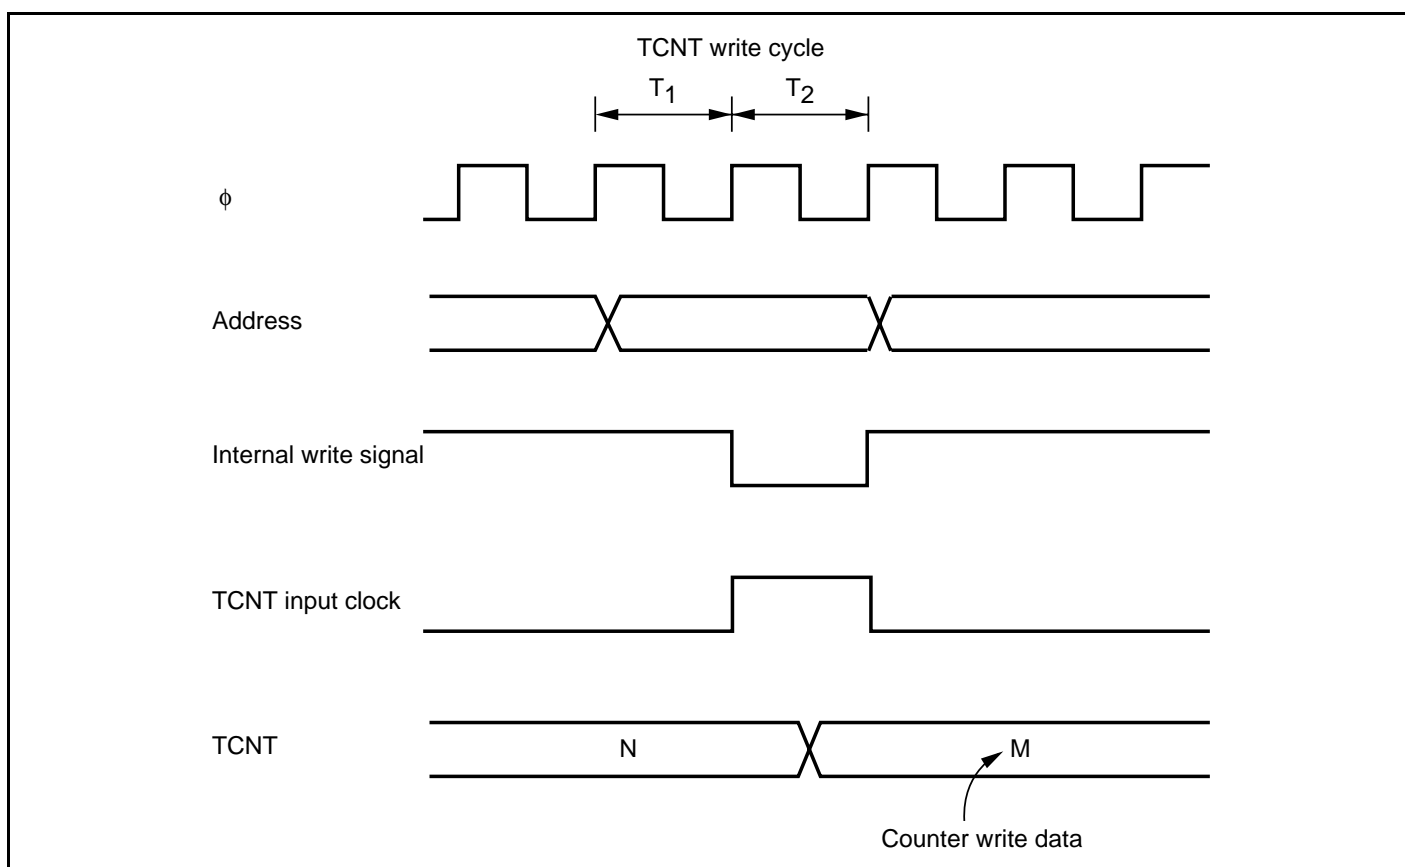 TCNT write cycle
T1 T2
ϕ
Address
Internal write signal
TCNT input clock
TCNT N M
Counter write data